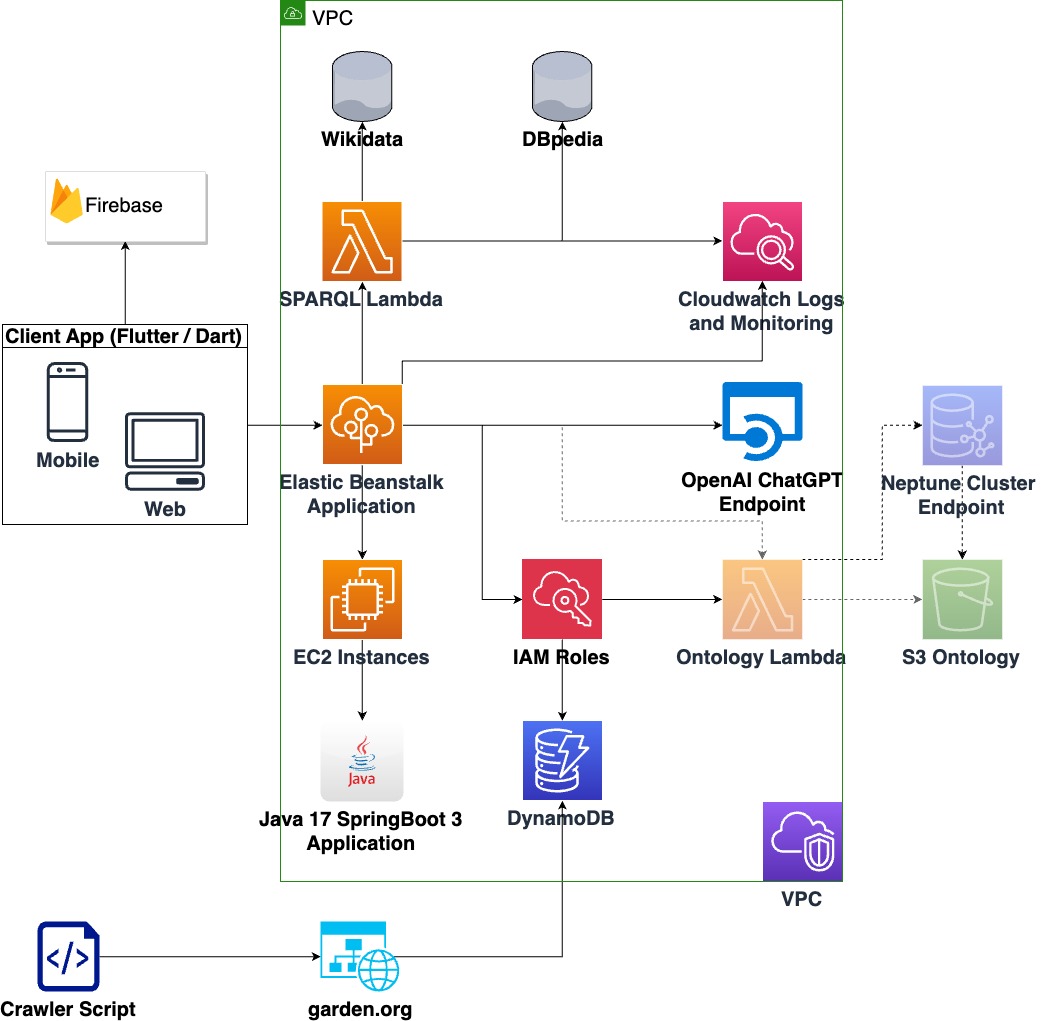 VPC
Wikidata
DBpedia
Firebase
SPARQL Lambda
Cloudwatch Logs
and Monitoring
Client App (Flutter / Dart)
Mobile
Web
Elastic Beanstalk
Application
OpenAI ChatGPT
Endpoint
Neptune Cluster
Endpoint
EC2 Instances
IAM Roles
Ontology Lambda
S3 Ontology
Java
Java 17 SpringBoot 3
Application
DynamoDB
VPC
</>
Crawler Script
garden.org